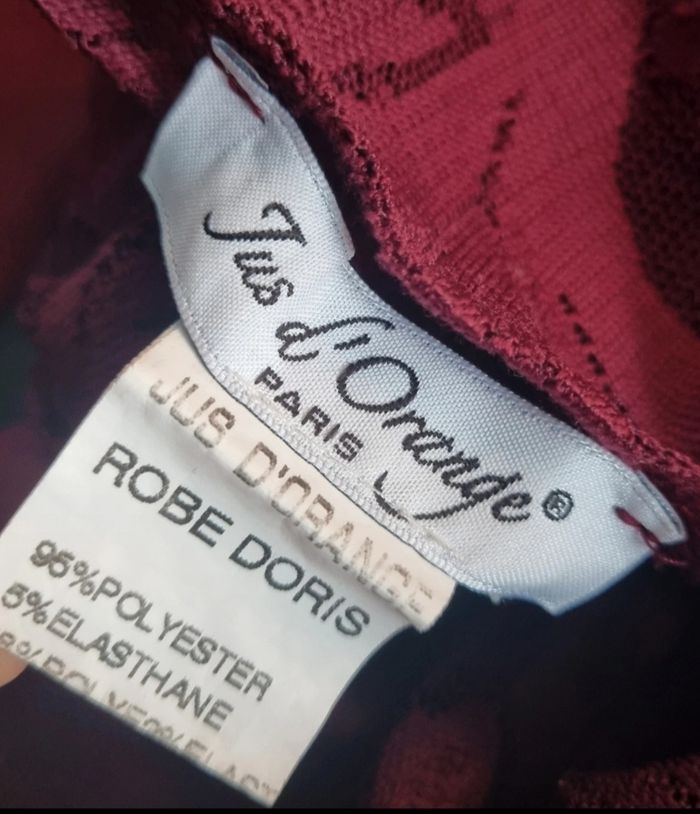 Jus d'Orange®
PARIS
JUS D'ORANGE
ROBE DORIS
95%POLYESTER
5%ELASTHANE